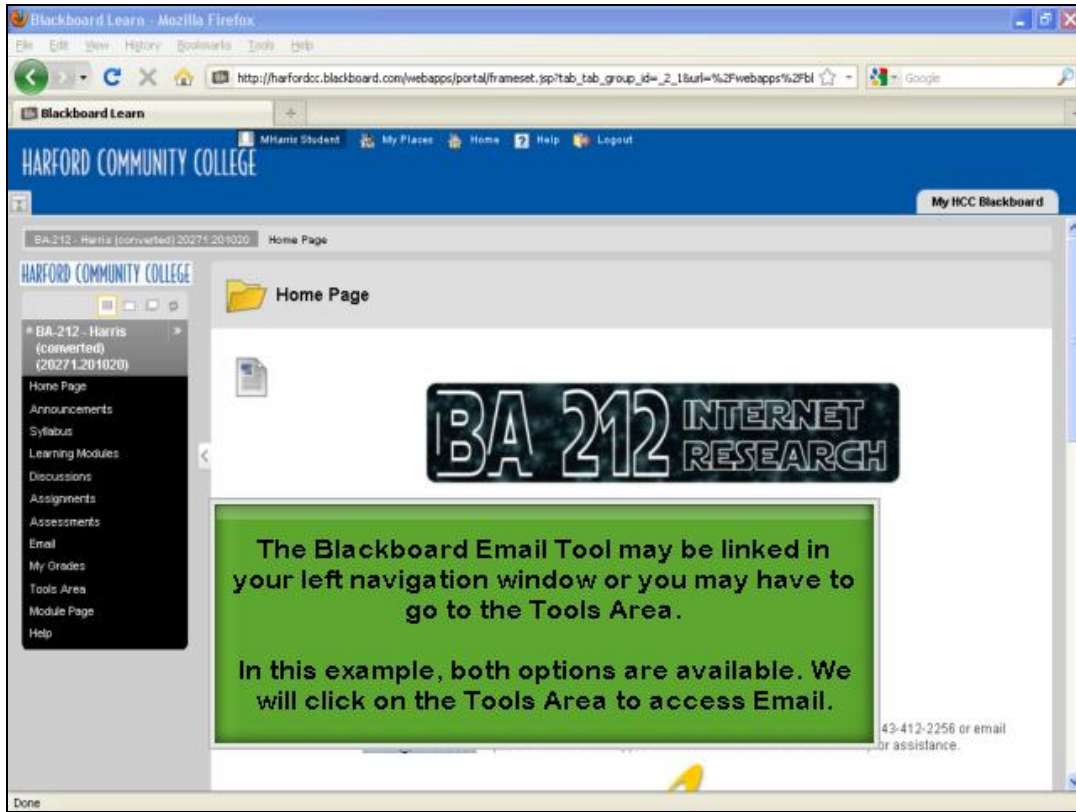 Blackboard Learn - Mozilla Firefox
File Edit View History Bookmarks Tools Help
http://harfordcc.blackboard.com/webapps/portal/frameset.jsp?tab_tab_group_id=_2_1&url=%2Fwebapps%2Fbl
Google
Blackboard Learn
MHarris Student My Places Home Help Logout
HARFORD COMMUNITY COLLEGE
My HCC Blackboard
BA-212 - Harris (converted) 20271.201020 Home Page
HARFORD COMMUNITY COLLEGE
Home Page
BA-212 - Harris
(converted)
(20271.201020)
Home Page
Announcements
Syllabus
Learning Modules
Discussions
Assignments
Assessments
Email
My Grades
Tools Area
Module Page
Help
BA 212 INTERNET
RESEARCH
The Blackboard Email Tool may be linked in
your left navigation window or you may have to
go to the Tools Area.
In this example, both options are available. We
will click on the Tools Area to access Email.
43-412-2256 or email
or assistance.
Done